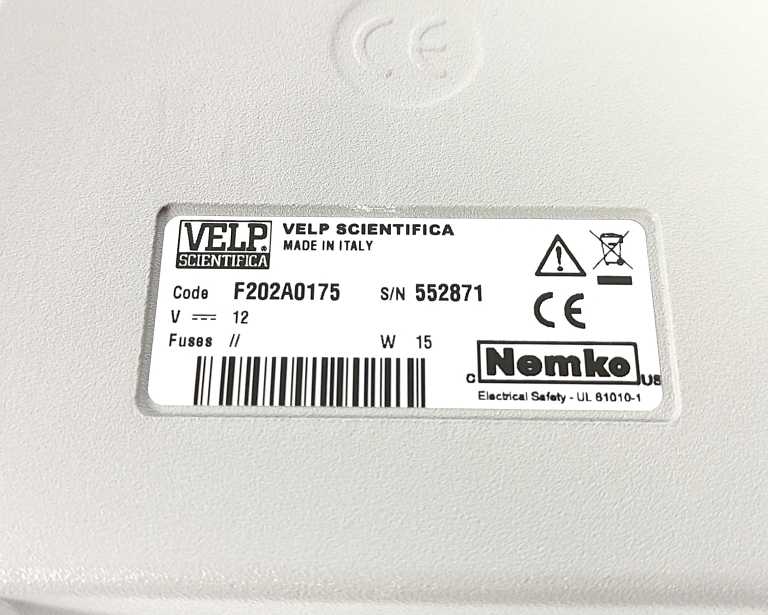 CE
VELP®
SCIENTIFICA
VELP SCIENTIFICA
MADE IN ITALY
Code F202A0175 S/N 552871
V 12
Fuses // W 15
CE
C Nemko US
Electrical Safety - UL 61010-1